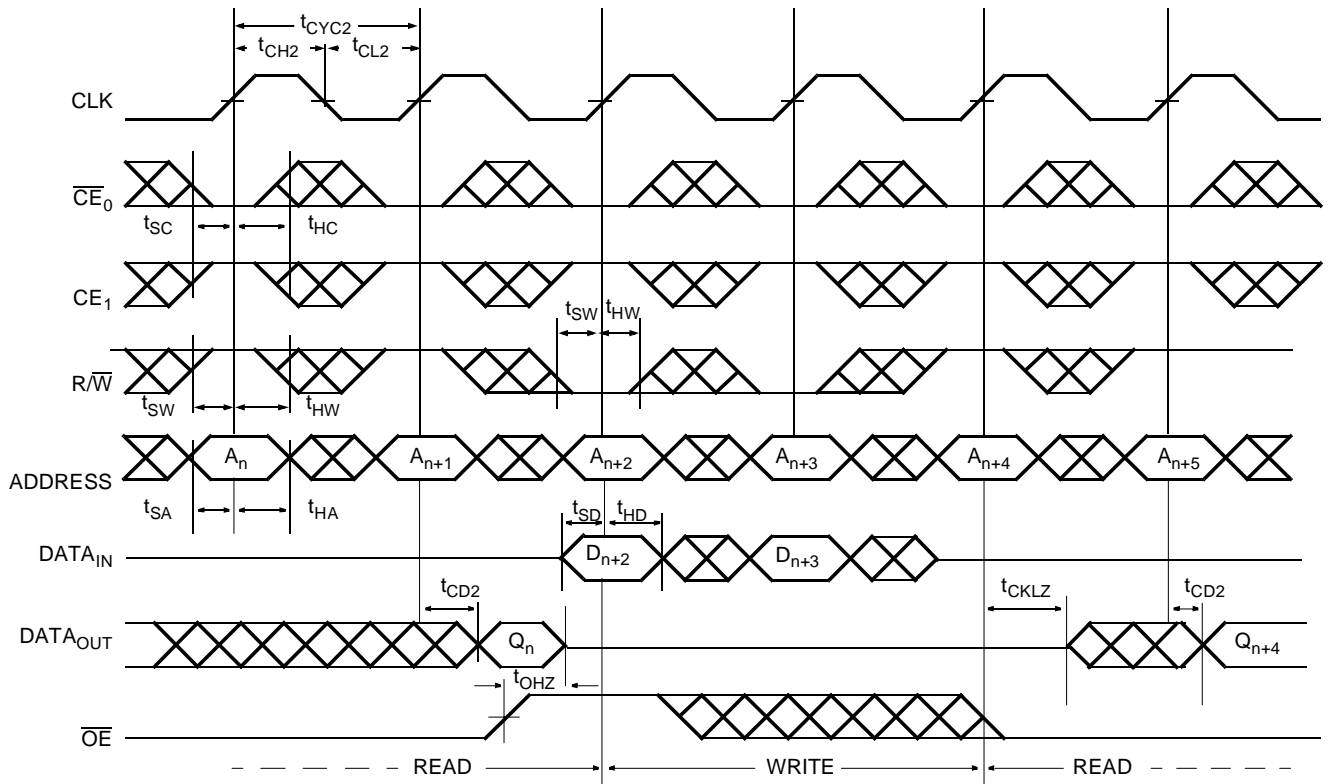 tCYC2
tCH2 tCL2
CLK
CE0
tSC tHC
CE1
tSW tHW
R/W
tSW tHW
An An+1 An+2 An+3 An+4 An+5
ADDRESS
tSA tHA
tSD tHD
DATAIN Dn+2 Dn+3
tCD2 tCKLZ tCD2
DATAOUT Qn Qn+4
tOHZ
OE
READ WRITE READ